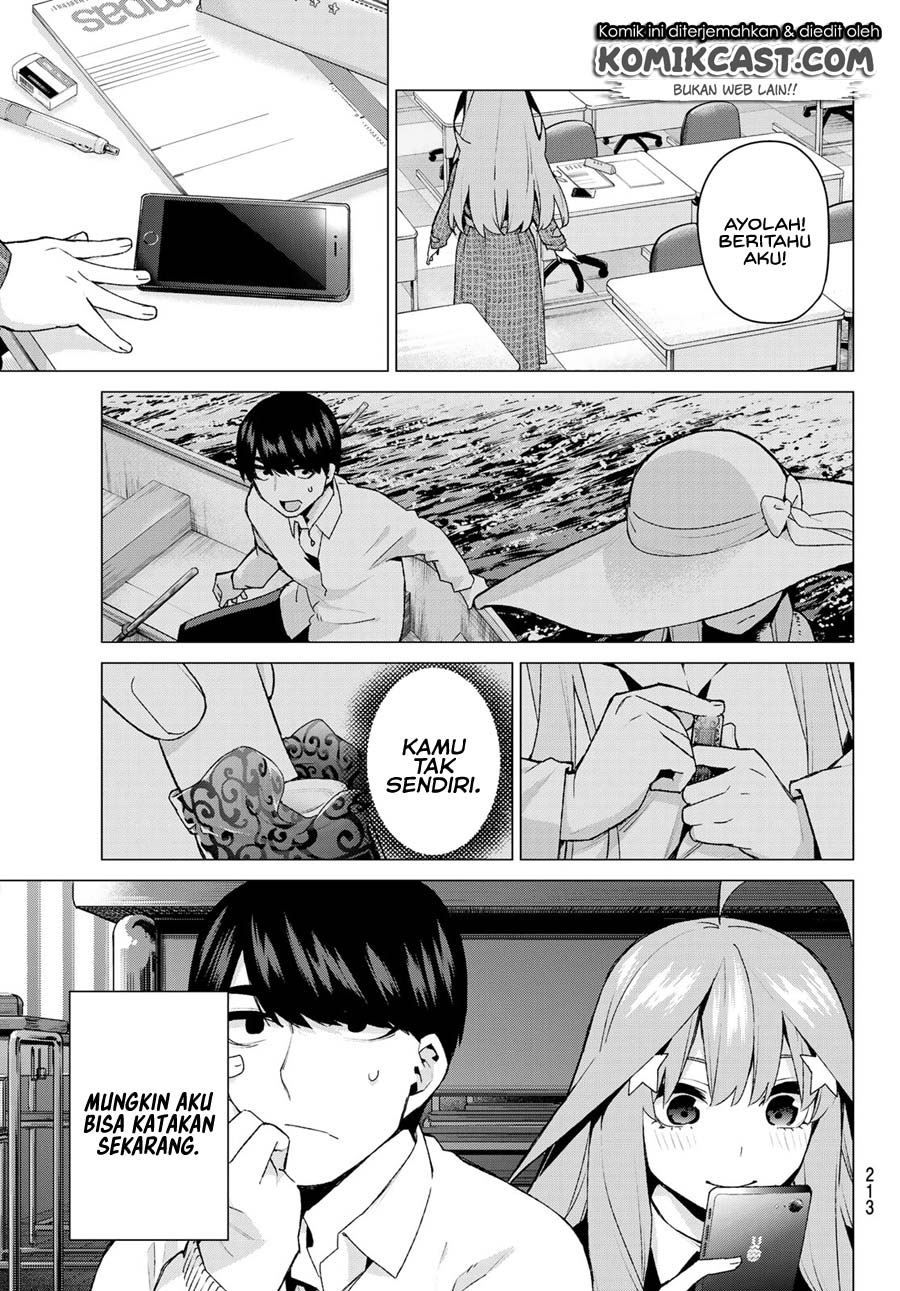 Komik ini diterjemahkan & diedit oleh
KOMIKCAST.COM
BUKAN WEB LAIN!!
AYOLAH!
BERITAHU
AKU!
KAMU
TAK
SENDIRI.
MUNGKIN AKU
BISA KATAKAN
SEKARANG.
213